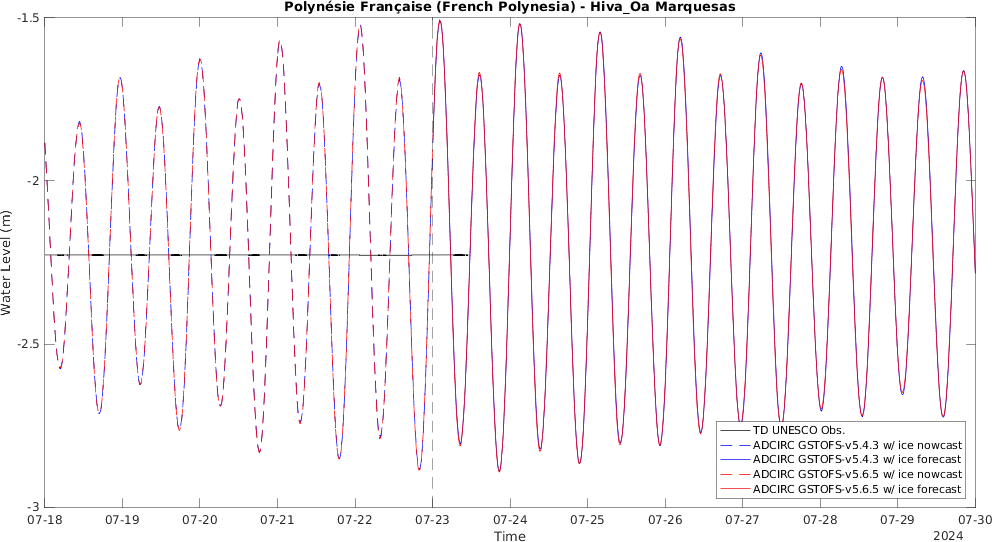 Polynésie Française (French Polynesia) - Hiva_Oa Marquesas
-1.5
-2
-2.5
-3
Water Level (m)
TD UNESCO Obs.
ADCIRC GSTOFS-v5.4.3 w/ ice nowcast
ADCIRC GSTOFS-v5.4.3 w/ ice forecast
ADCIRC GSTOFS-v5.6.5 w/ ice nowcast
ADCIRC GSTOFS-v5.6.5 w/ ice forecast
07-18 07-19 07-20 07-21 07-22 07-23 07-24 07-25 07-26 07-27 07-28 07-29 07-30
Time
2024